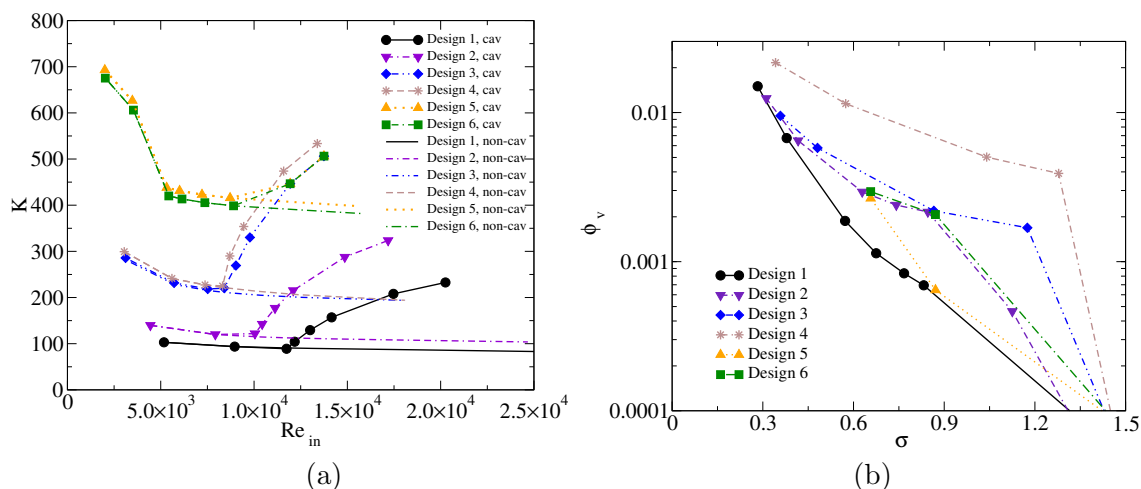 800
700
600
500
400
300
200
100
0
K
0
5.0×10³
1.0×10⁴
1.5×10⁴
2.0×10⁴
2.5×10⁴
Re in
Design 1, cav
Design 2, cav
Design 3, cav
Design 4, cav
Design 5, cav
Design 6, cav
Design 1, non-cav
Design 2, non-cav
Design 3, non-cav
Design 4, non-cav
Design 5, non-cav
Design 6, non-cav
(a)
0.01
0.001
0.0001
ϕv
0.3
0.6
0.9
1.2
1.5
σ
Design 1
Design 2
Design 3
Design 4
Design 5
Design 6
(b)